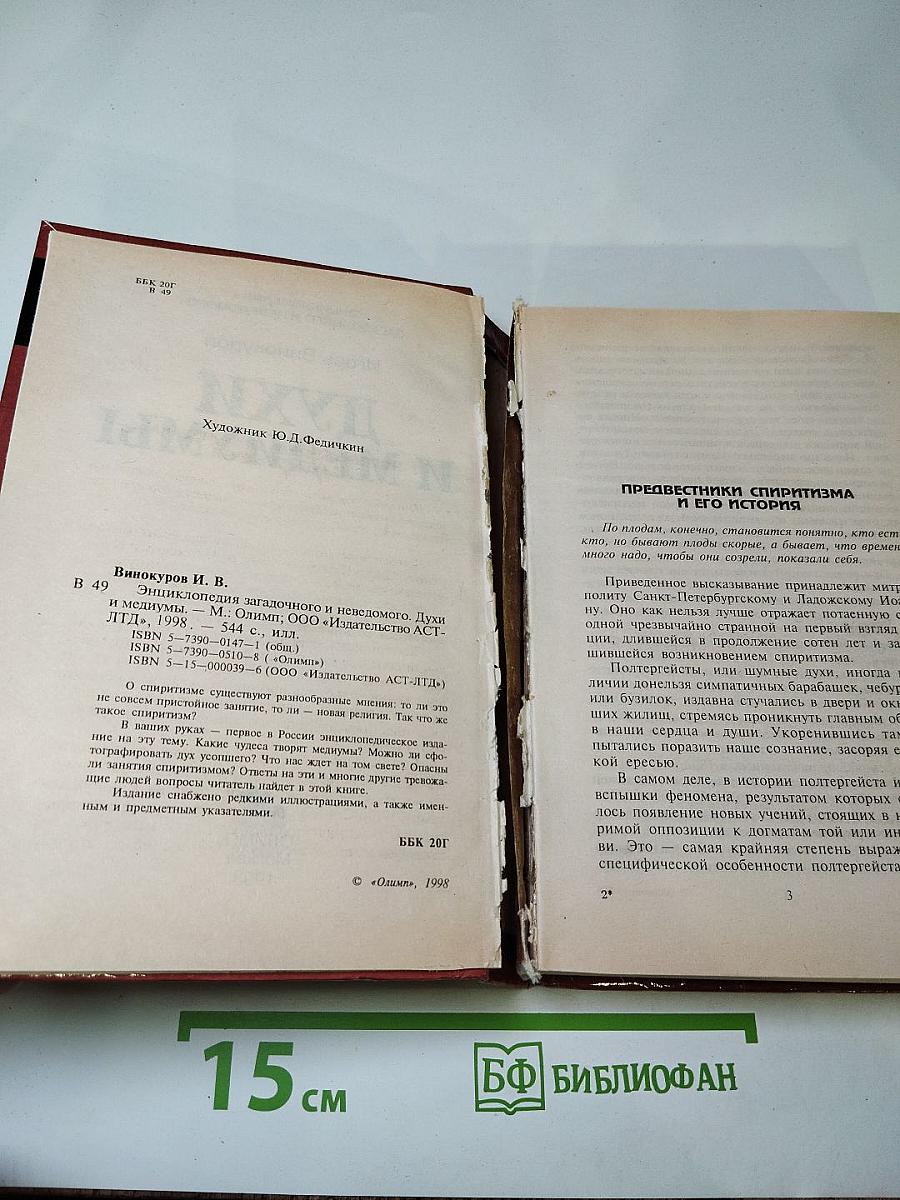 ББК 20Г
В 49
Художник Ю.Д.Федичкин
Винокуров И. В.
В 49 Энциклопедия загадочного и неведомого. Духи
и медиумы. — М.: Олимп; ООО «Издательство АСТ-
ЛТД», 1998. — 544 с., илл.
ISBN 5—7390—0147—1 (общ.)
ISBN 5—7390—0510—8 («Олимп»)
ISBN 5—15—000039—6 (ООО «Издательство АСТ-ЛТД»)
О спиритизме существуют разнообразные мнения: то ли это
не совсем пристойное занятие, то ли — новая религия. Так что же
такое спиритизм?
В ваших руках — первое в России энциклопедическое изда-
ние на эту тему. Какие чудеса творят медиумы? Можно ли сфо-
тографировать дух усопшего? Что нас ждет на том свете? Опасны
ли занятия спиритизмом? Ответы на эти и многие другие тревожа-
щие людей вопросы читатель найдет в этой книге.
Издание снабжено редкими иллюстрациями, а также имен-
ным и предметным указателями.
ББК 20Г
© «Олимп», 1998
ПРЕДВЕСТНИКИ СПИРИТИЗМА
И ЕГО ИСТОРИЯ
По плодам, конечно, становится понятно, кто есть
кто, но бывают плоды скорые, а бывает, что времен
много надо, чтобы они созрели, показали себя.
Приведенное высказывание принадлежит митр
политу Санкт-Петербургскому и Ладожскому Иоа
ну. Оно как нельзя лучше отражает потаенную с
одной чрезвычайно странной на первый взгляд
ции, длившейся в продолжение сотен лет и за
шившейся возникновением спиритизма.
Полтергейсты, или шумные духи, иногда в
личии донельзя симпатичных барабашек, чебур
или бузилок, издавна стучались в двери и окн
ших жилищ, стремясь проникнуть главным об
в наши сердца и души. Укоренившись там
пытались поразить наше сознание, засоряя е
кой ересью.
В самом деле, в истории полтергейста и
вспышки феномена, результатом которых
лось появление новых учений, стоящих в н
римой оппозиции к догматам той или ин
ви. Это — самая крайняя степень выраж
специфической особенности полтергейста
2*
3
15 см
БФ БИБЛИОФАН